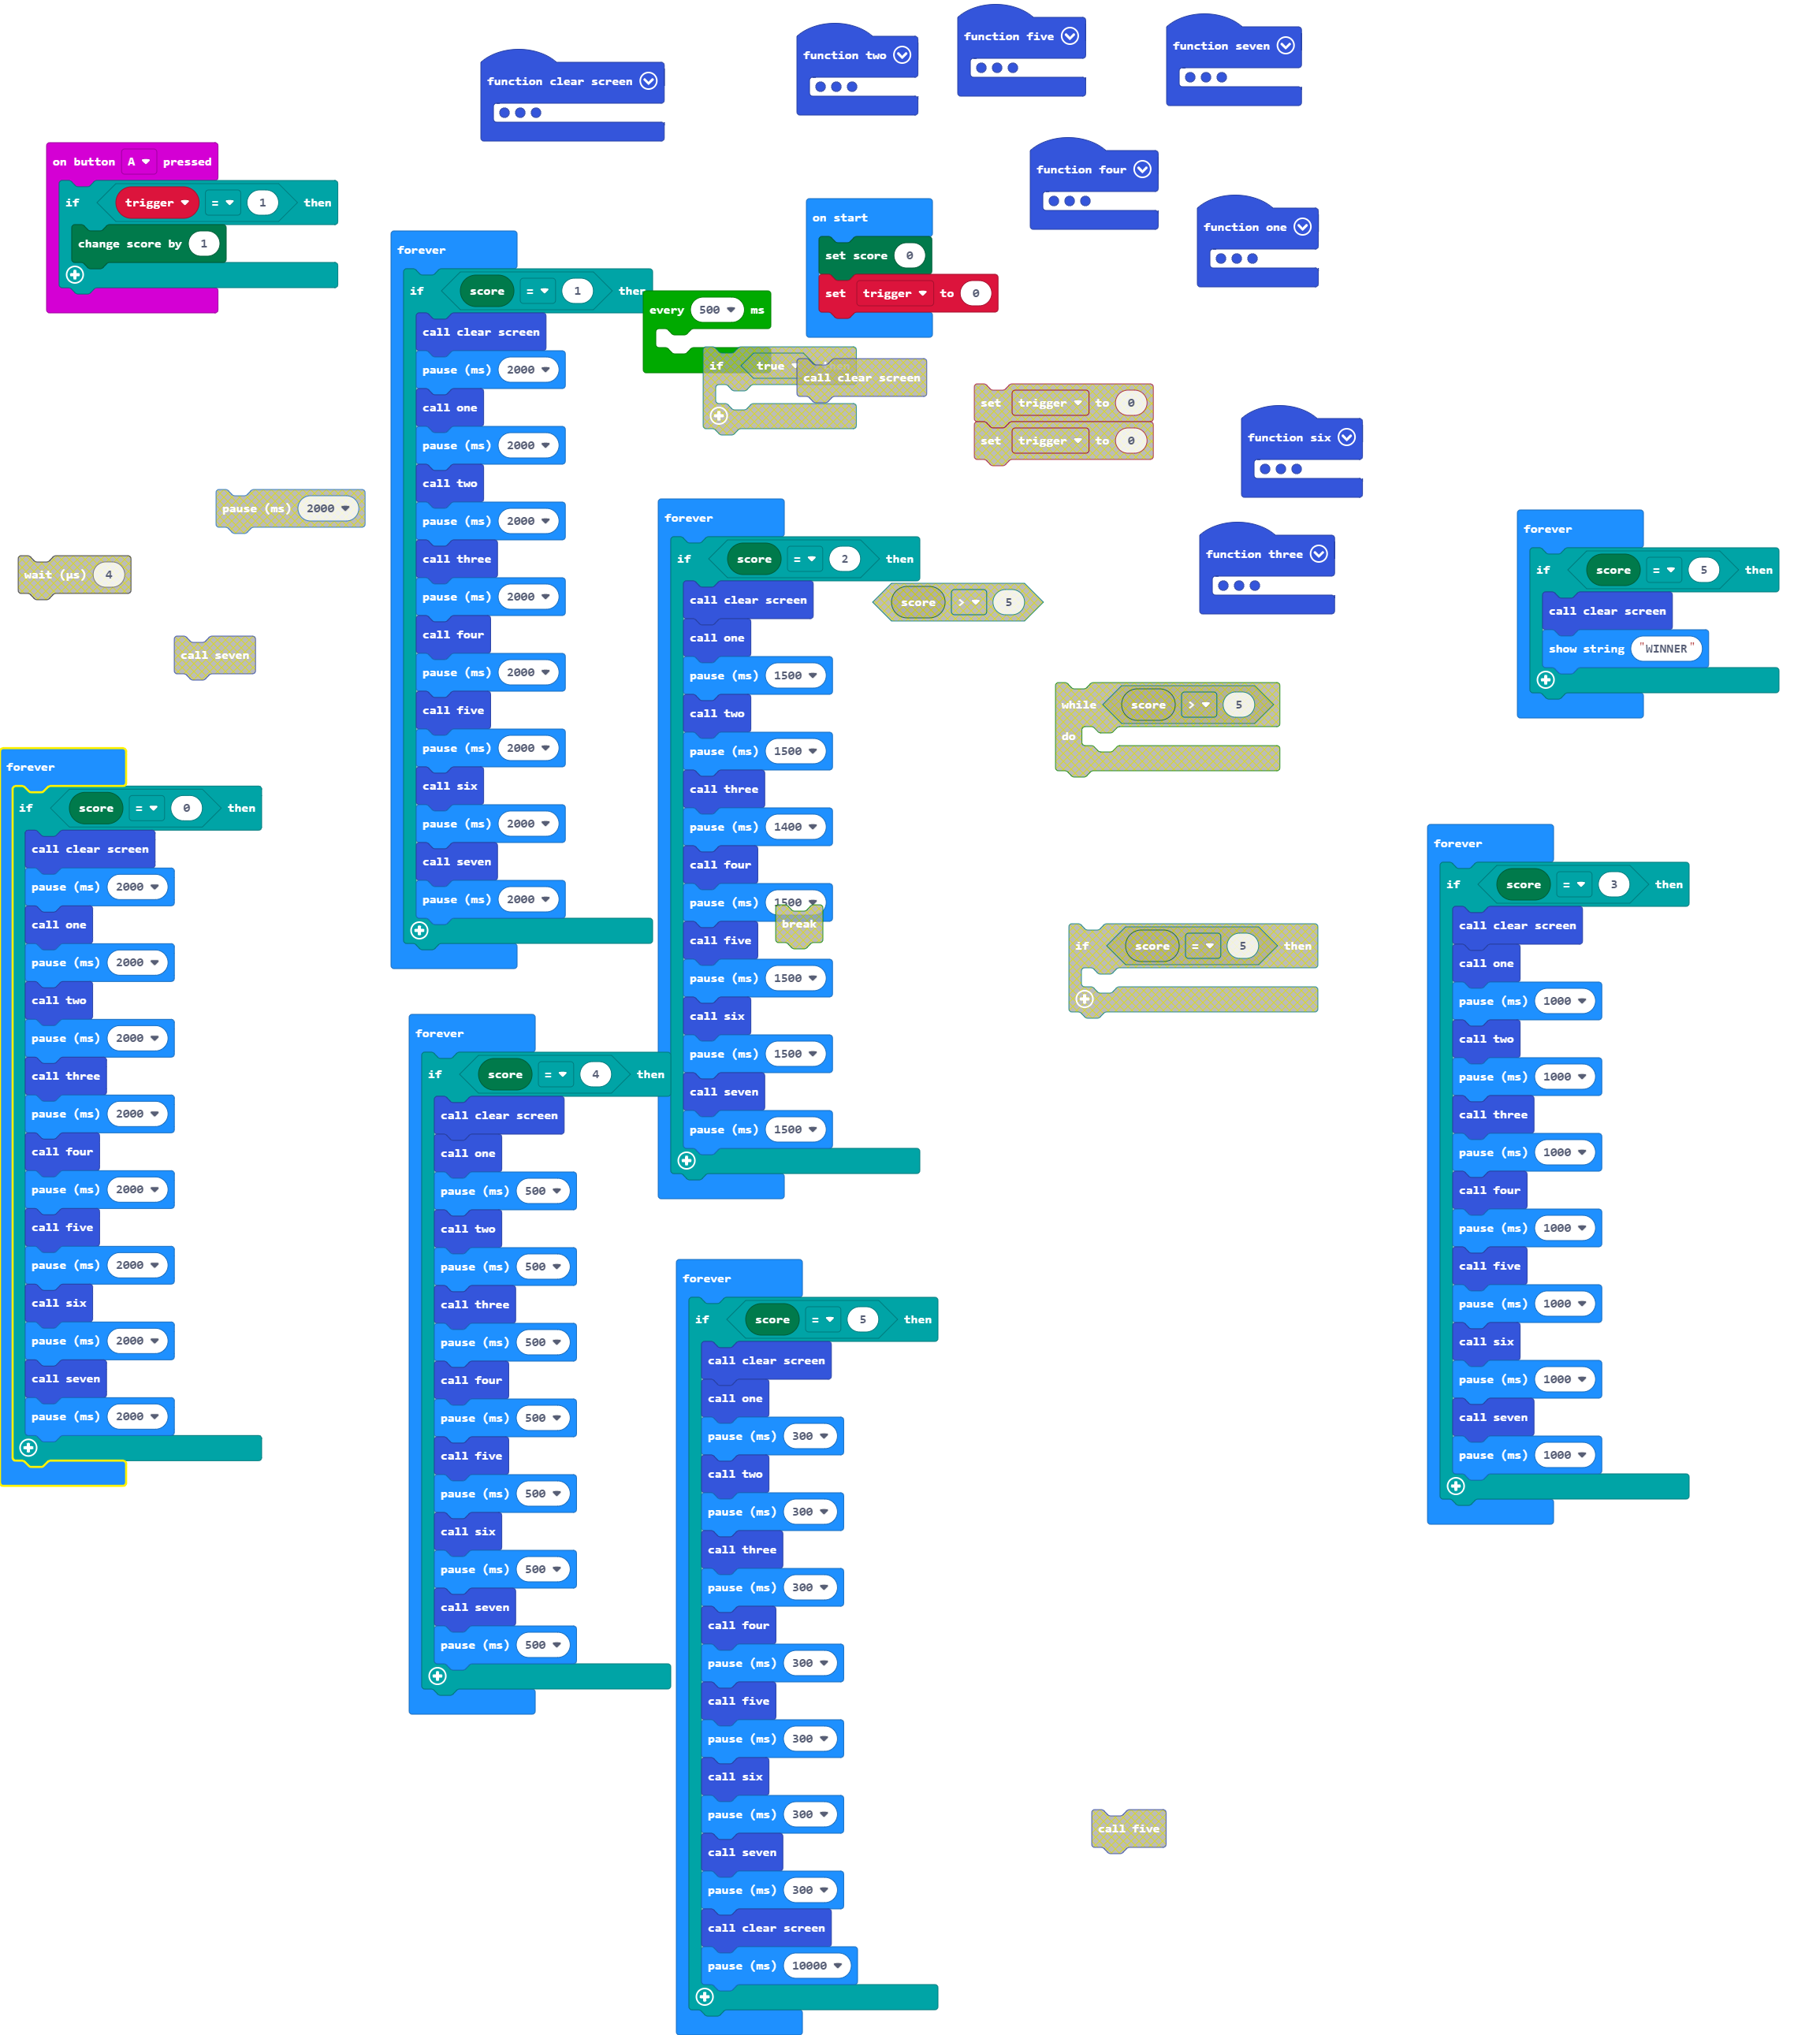 function clear screen
function two
function five
function seven
function four
function one
on button A pressed
if trigger = 1 then
change score by 1
on start
set score 0
set trigger to 0
forever
if score = 1 then
call clear screen
pause (ms) 2000
call one
pause (ms) 2000
call two
pause (ms) 2000
call three
pause (ms) 2000
call four
pause (ms) 2000
call five
pause (ms) 2000
call six
pause (ms) 2000
call seven
pause (ms) 2000
every 500 ms
if true
call clear screen
set trigger to 0
set trigger to 0
function six
function three
pause (ms) 2000
wait (µs) 4
call seven
forever
if score = 2 then
call clear screen
call one
pause (ms) 1500
call two
pause (ms) 1500
call three
pause (ms) 1400
call four
pause (ms) 1500
break
call five
pause (ms) 1500
call six
pause (ms) 1500
call seven
pause (ms) 1500
score > 5
forever
if score = 5 then
call clear screen
show string "WINNER"
while score > 5
do
forever
if score = 0 then
call clear screen
pause (ms) 2000
call one
pause (ms) 2000
call two
pause (ms) 2000
call three
pause (ms) 2000
call four
pause (ms) 2000
call five
pause (ms) 2000
call six
pause (ms) 2000
call seven
pause (ms) 2000
if score = 5 then
forever
if score = 3 then
call clear screen
call one
pause (ms) 1000
call two
pause (ms) 1000
call three
pause (ms) 1000
call four
pause (ms) 1000
call five
pause (ms) 1000
call six
pause (ms) 1000
call seven
pause (ms) 1000
forever
if score = 4 then
call clear screen
call one
pause (ms) 500
call two
pause (ms) 500
call three
pause (ms) 500
call four
pause (ms) 500
call five
pause (ms) 500
call six
pause (ms) 500
call seven
pause (ms) 500
forever
if score = 5 then
call clear screen
call one
pause (ms) 300
call two
pause (ms) 300
call three
pause (ms) 300
call four
pause (ms) 300
call five
pause (ms) 300
call six
pause (ms) 300
call seven
pause (ms) 300
call clear screen
pause (ms) 10000
call five